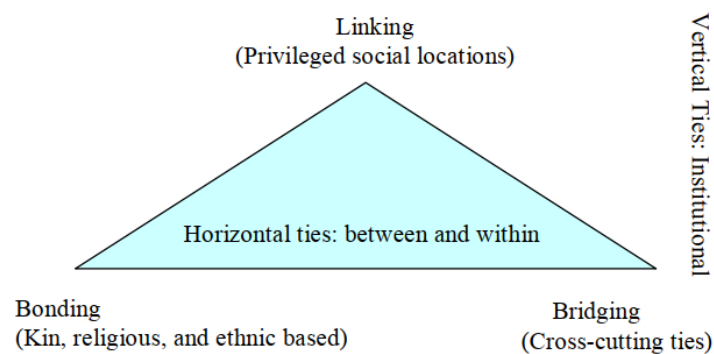 Linking
(Privileged social locations)
Vertical Ties: Institutional
Horizontal ties: between and within
Bonding
(Kin, religious, and ethnic based)
Bridging
(Cross-cutting ties)